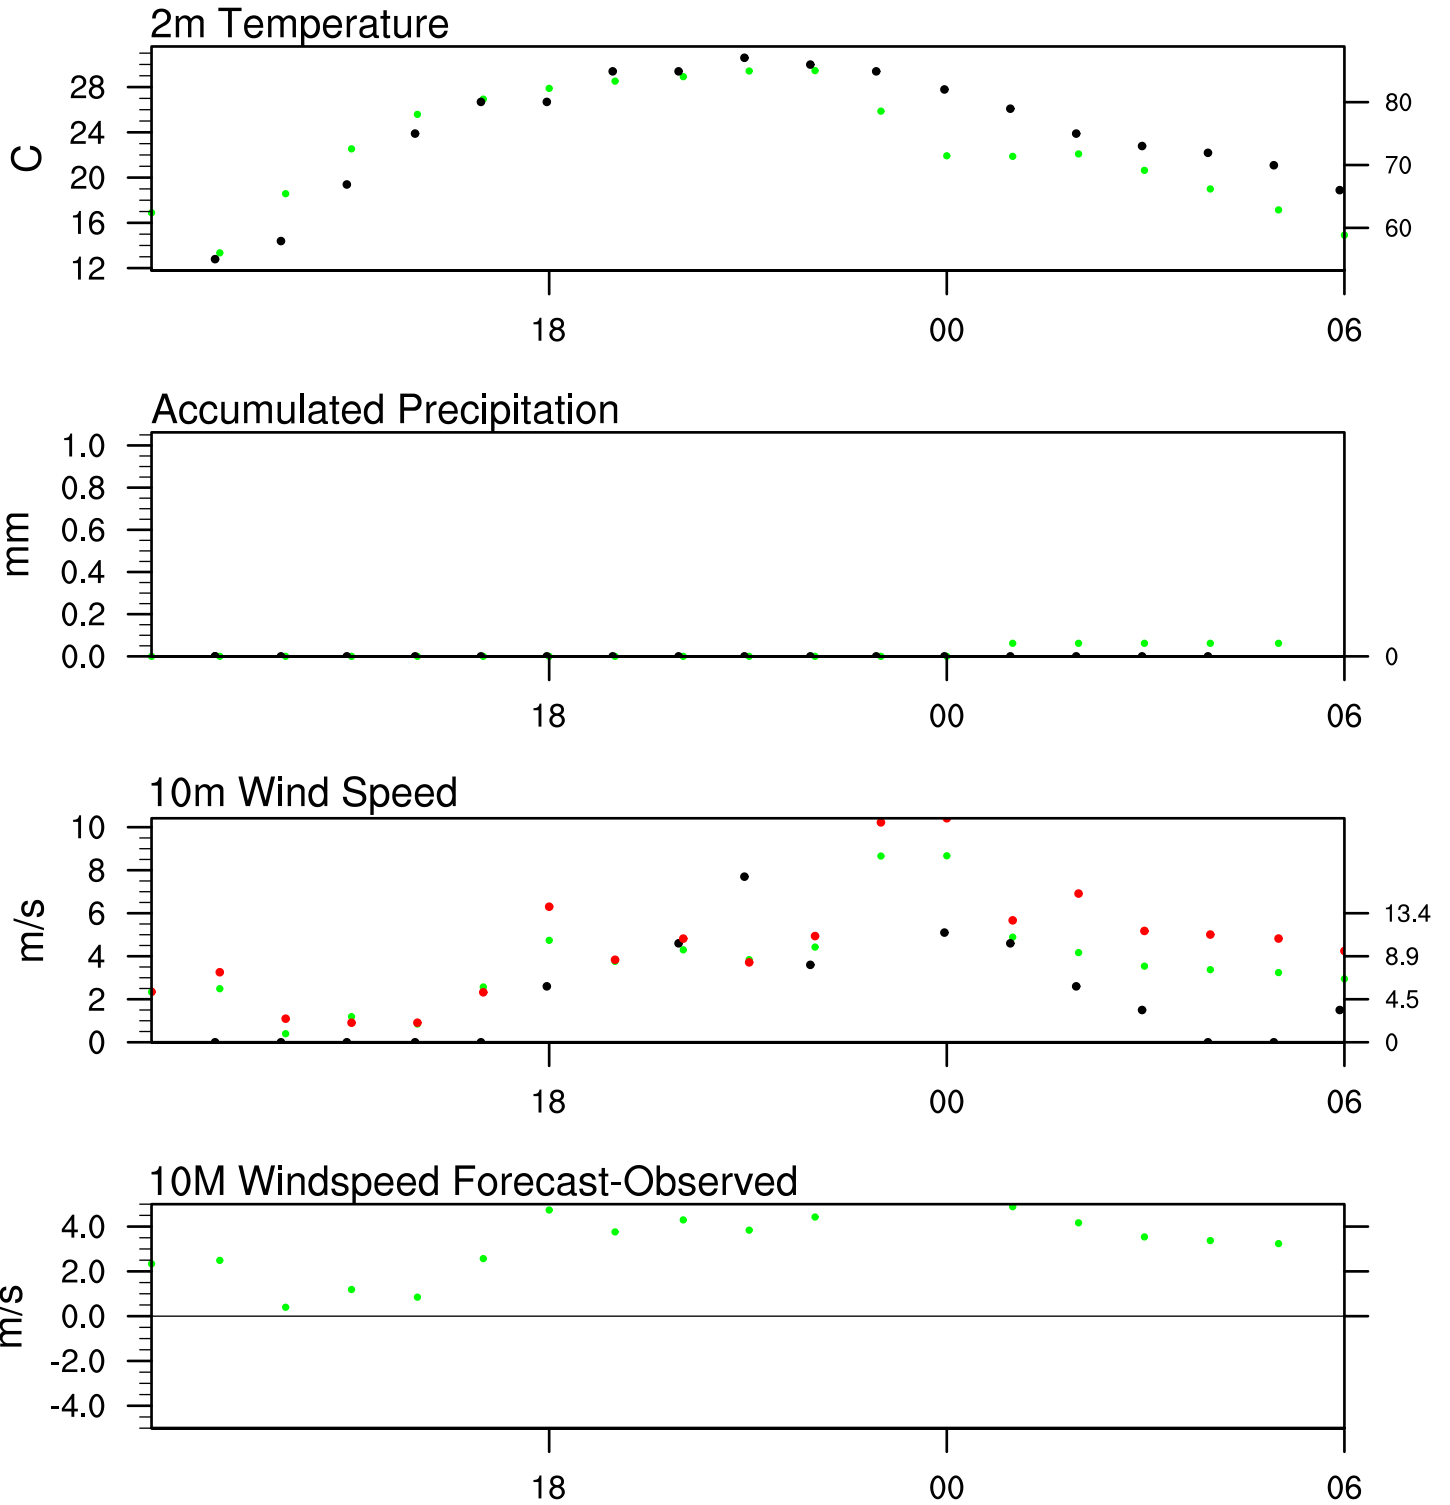 2m Temperature
C
28
24
20
16
12
80
70
60
18 00 06
Accumulated Precipitation
mm
1.0
0.8
0.6
0.4
0.2
0.0
0
18 00 06
10m Wind Speed
m/s
10
8
6
4
2
0
13.4
8.9
4.5
0
18 00 06
10M Windspeed Forecast-Observed
m/s
4.0
2.0
0.0
-2.0
-4.0
18 00 06